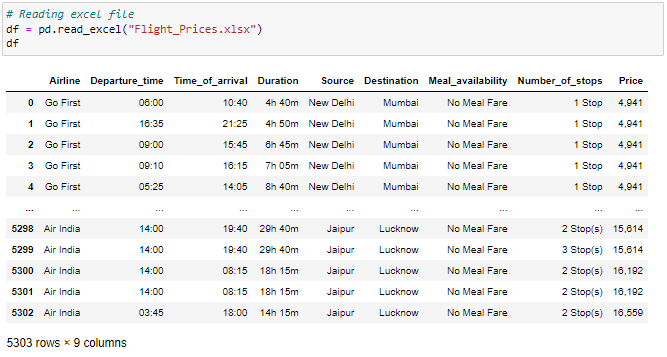 # Reading excel file
df = pd.read_excel("Flight_Prices.xlsx")
df
Airline Departure_time Time_of_arrival Duration Source Destination Meal_availability Number_of_stops Price
0 Go First 06:00 10:40 4h 40m New Delhi Mumbai No Meal Fare 1 Stop 4,941
1 Go First 16:35 21:25 4h 50m New Delhi Mumbai No Meal Fare 1 Stop 4,941
2 Go First 09:00 15:45 6h 45m New Delhi Mumbai No Meal Fare 1 Stop 4,941
3 Go First 09:10 16:15 7h 05m New Delhi Mumbai No Meal Fare 1 Stop 4,941
4 Go First 05:25 14:05 8h 40m New Delhi Mumbai No Meal Fare 1 Stop 4,941
... ... ... ... ... ... ... ... ... ...
5298 Air India 14:00 19:40 29h 40m Jaipur Lucknow No Meal Fare 2 Stop(s) 15,614
5299 Air India 14:00 19:40 29h 40m Jaipur Lucknow No Meal Fare 3 Stop(s) 15,614
5300 Air India 14:00 08:15 18h 15m Jaipur Lucknow No Meal Fare 2 Stop(s) 16,192
5301 Air India 14:00 08:15 18h 15m Jaipur Lucknow No Meal Fare 2 Stop(s) 16,192
5302 Air India 03:45 18:00 14h 15m Jaipur Lucknow No Meal Fare 2 Stop(s) 16,559
5303 rows × 9 columns